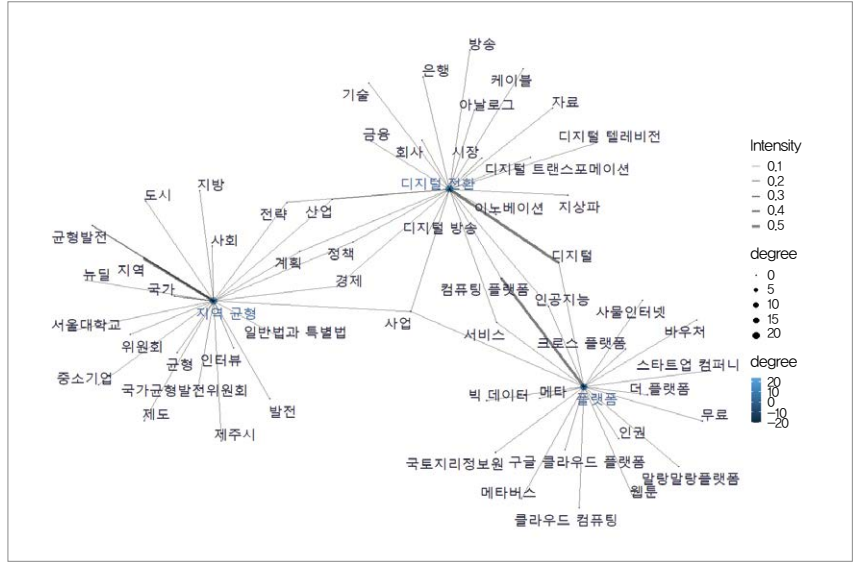 방송
은행
케이블
기술
아날로그
자료
금융
디지털 텔레비전
회사
시장
디지털 트랜스포메이션
디지털 전환
도시
지방
전략
산업
이노베이션
지상파
디지털 방송
균형발전
사회
정책
디지털
뉴딜
지역
계획
국가
경제
컴퓨팅 플랫폼
인공지능
지역 균형
사물인터넷
서울대학교
일반법과 특별법
사업
서비스
바우처
위원회
크로스 플랫폼
균형
인터뷰
스타트업 컴퍼니
중소기업
국가균형발전위원회
빅 데이터
메타
더 플랫폼
플랫폼
제도
발전
무료
제주시
인권
국토지리정보원
구글 클라우드 플랫폼
말랑말랑플랫폼
메타버스
웹툰
클라우드 컴퓨팅
Intensity
0.1
0.2
0.3
0.4
0.5
degree
0
5
10
15
20
degree
20
10
0
−10
−20